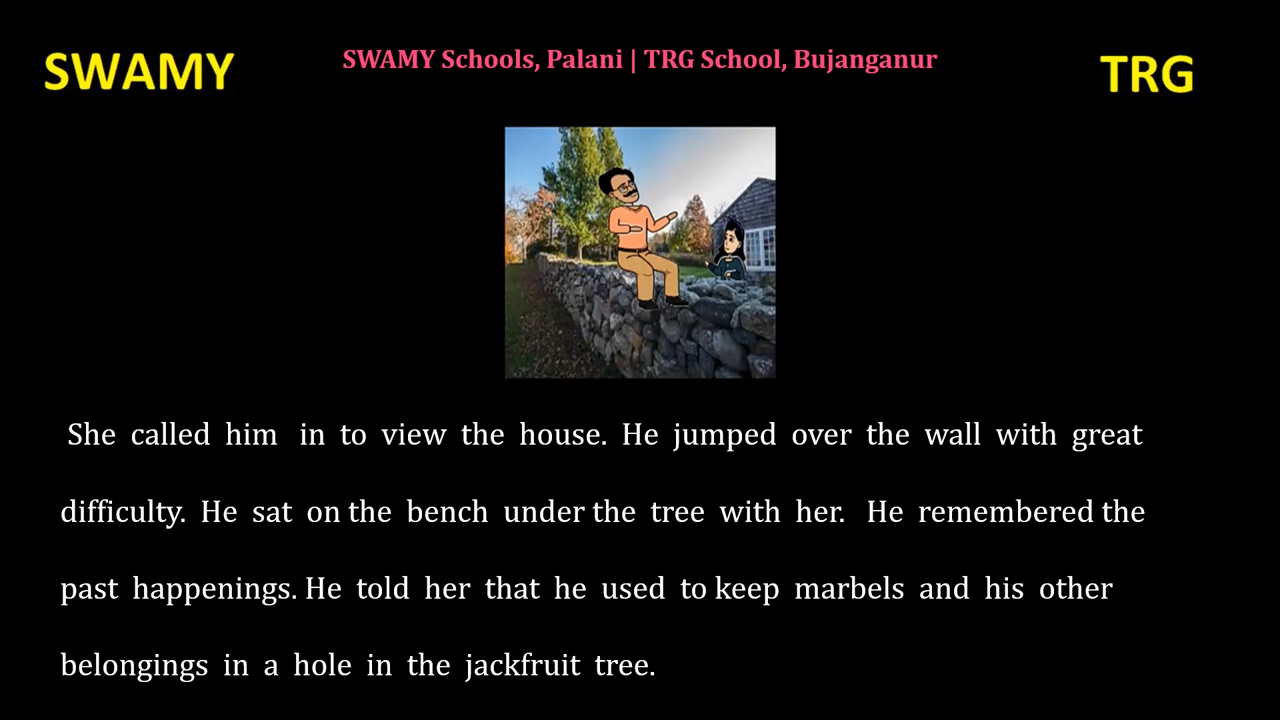 SWAMY
SWAMY Schools, Palani | TRG School, Bujanganur
TRG
She called him in to view the house. He jumped over the wall with great
difficulty. He sat on the bench under the tree with her. He remembered the
past happenings. He told her that he used to keep marbels and his other
belongings in a hole in the jackfruit tree.